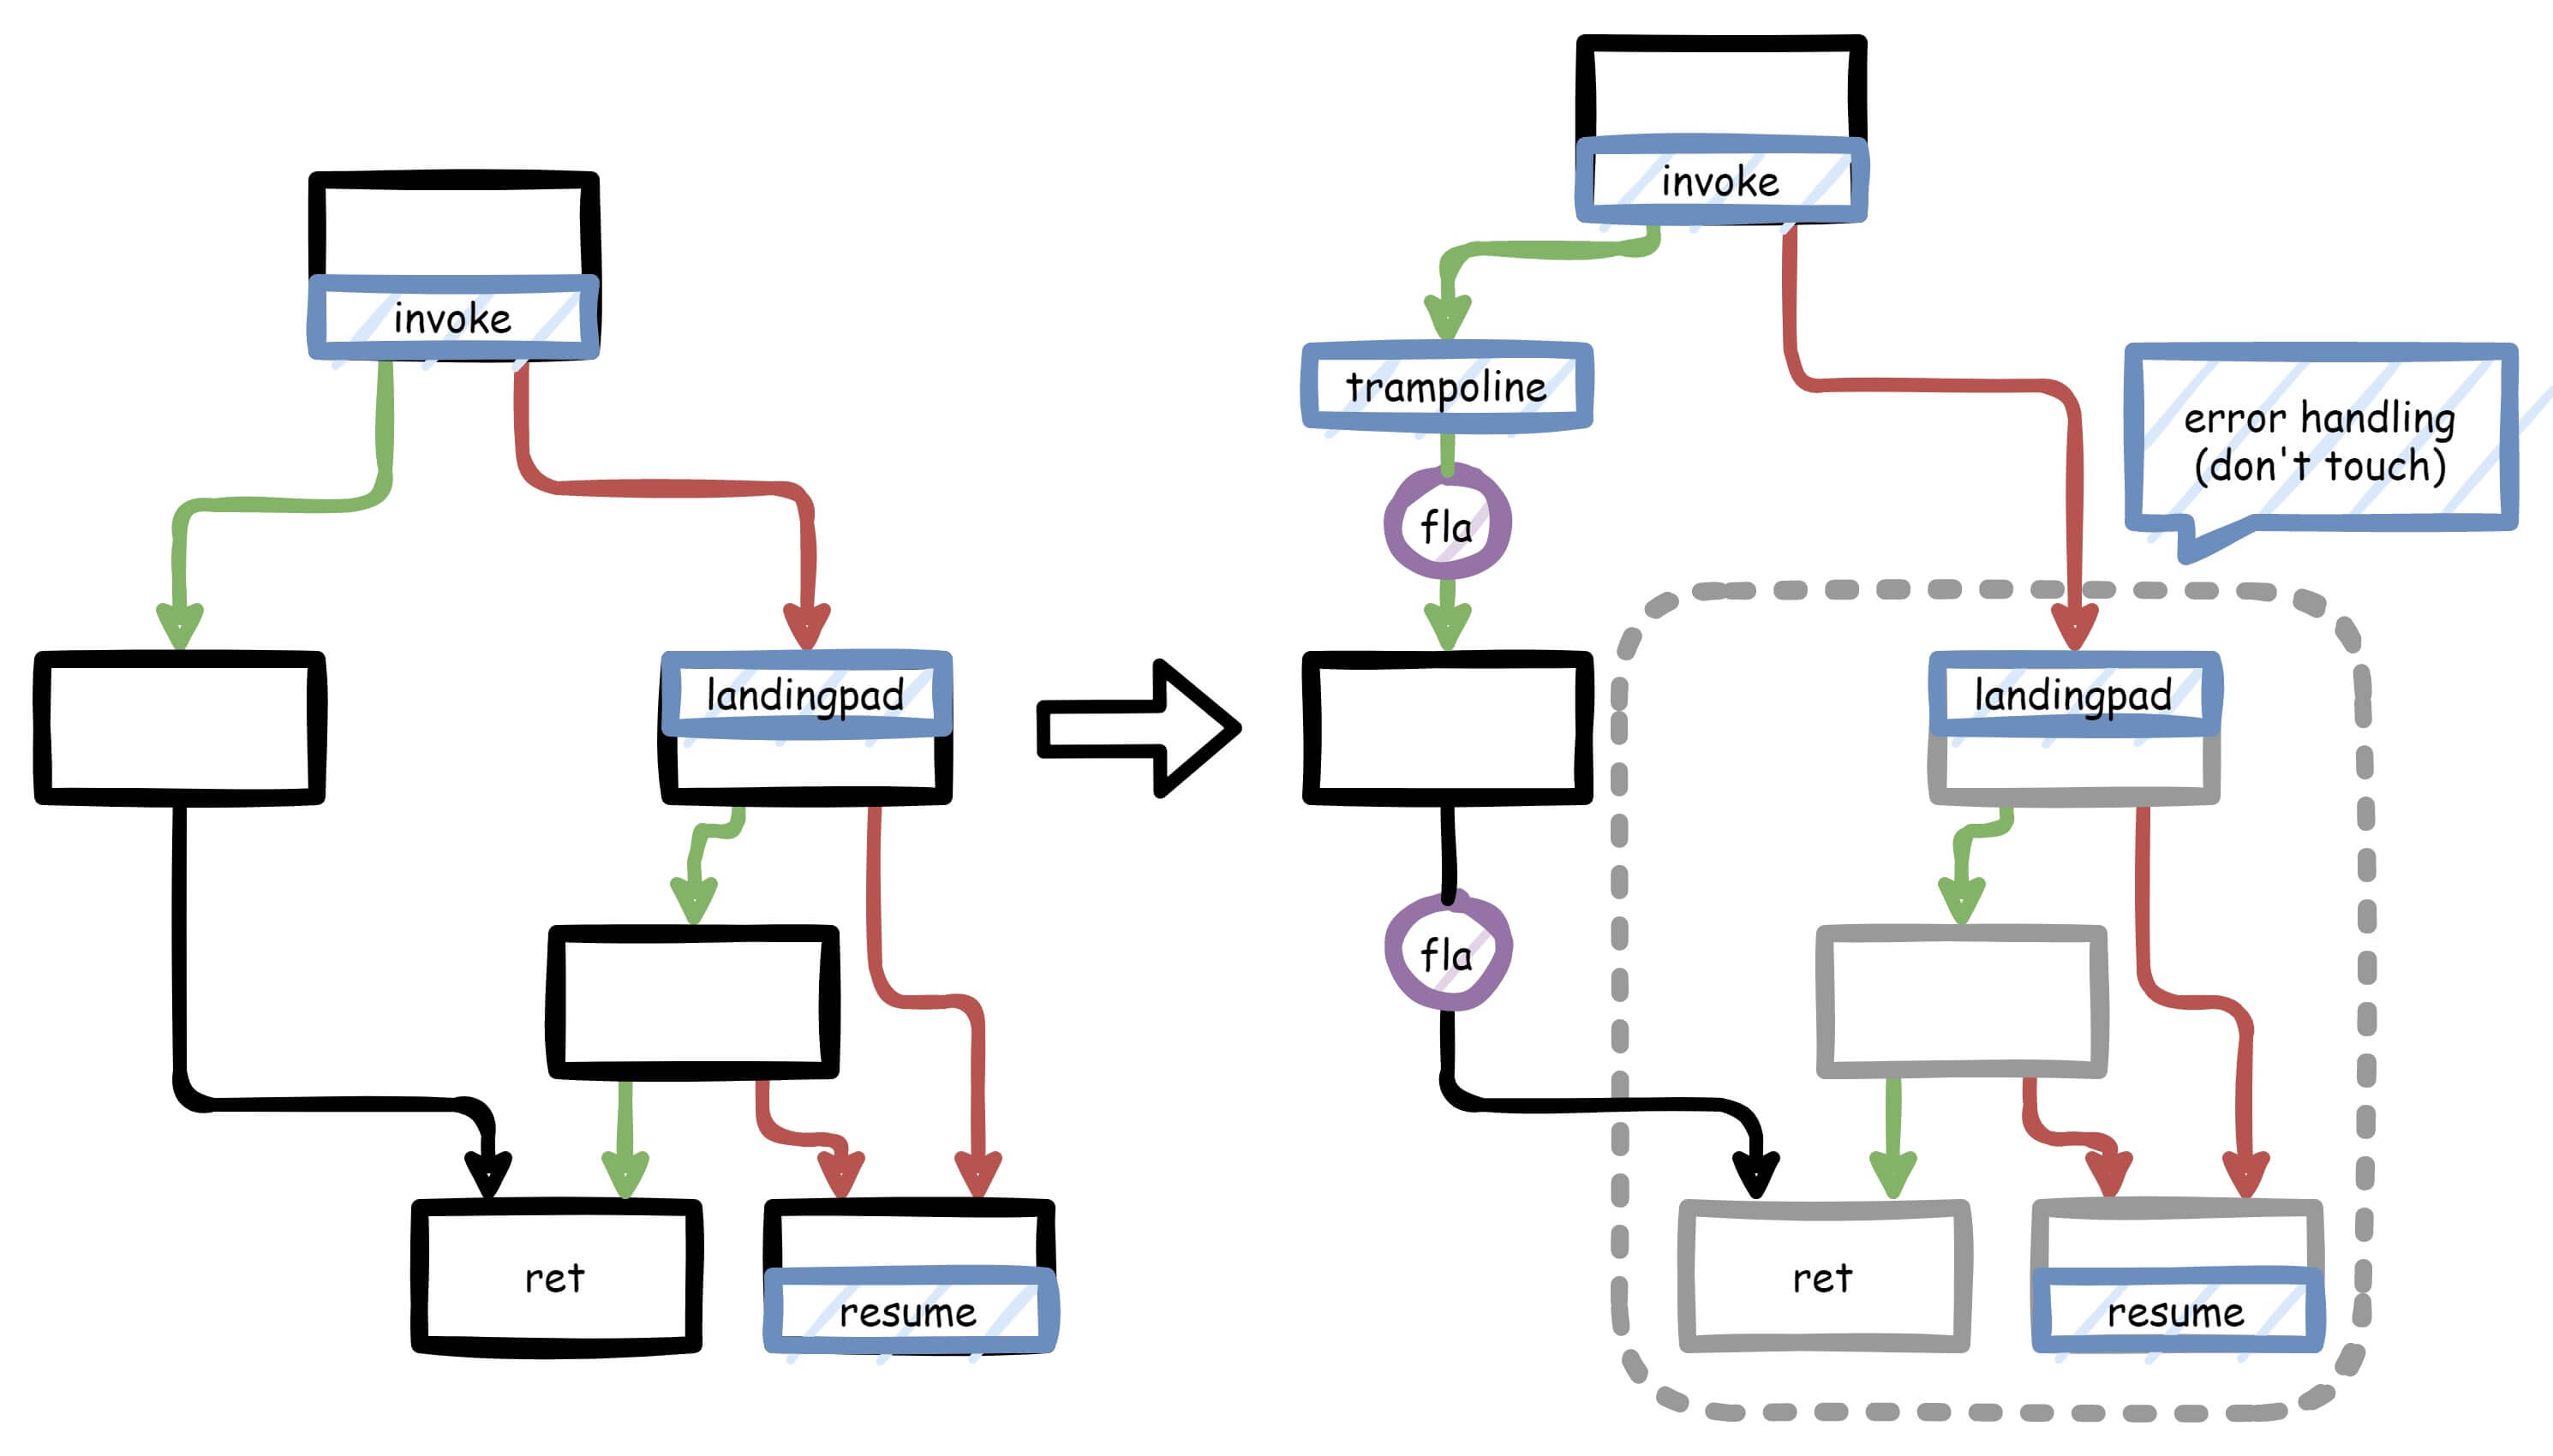 invoke
landingpad
ret
resume
invoke
trampoline
fla
error handling
(don't touch)
landingpad
fla
ret
resume